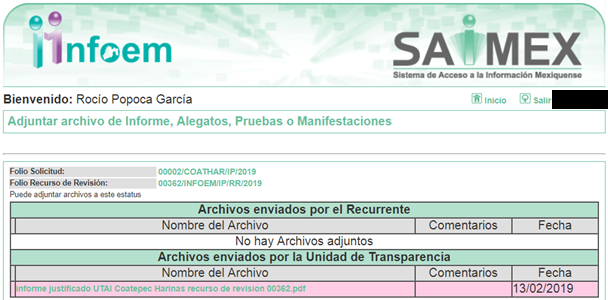 infoem
SAIMEX
Sistema de Acceso a la Información Mexiquense
Bienvenido: Rocío Popoca García
Inicio Salir
Adjuntar archivo de Informe, Alegatos, Pruebas o Manifestaciones
Folio Solicitud: 00002/COATHAR/IP/2019
Folio Recurso de Revisión: 00362/INFOEM/IP/RR/2019
Puede adjuntar archivos a este estatus
Archivos enviados por el Recurrente
Nombre del Archivo Comentarios Fecha
No hay Archivos adjuntos
Archivos enviados por la Unidad de Transparencia
Nombre del Archivo Comentarios Fecha
informe justificado UTAI Coatepec Harinas recurso de revision 00362.pdf 13/02/2019